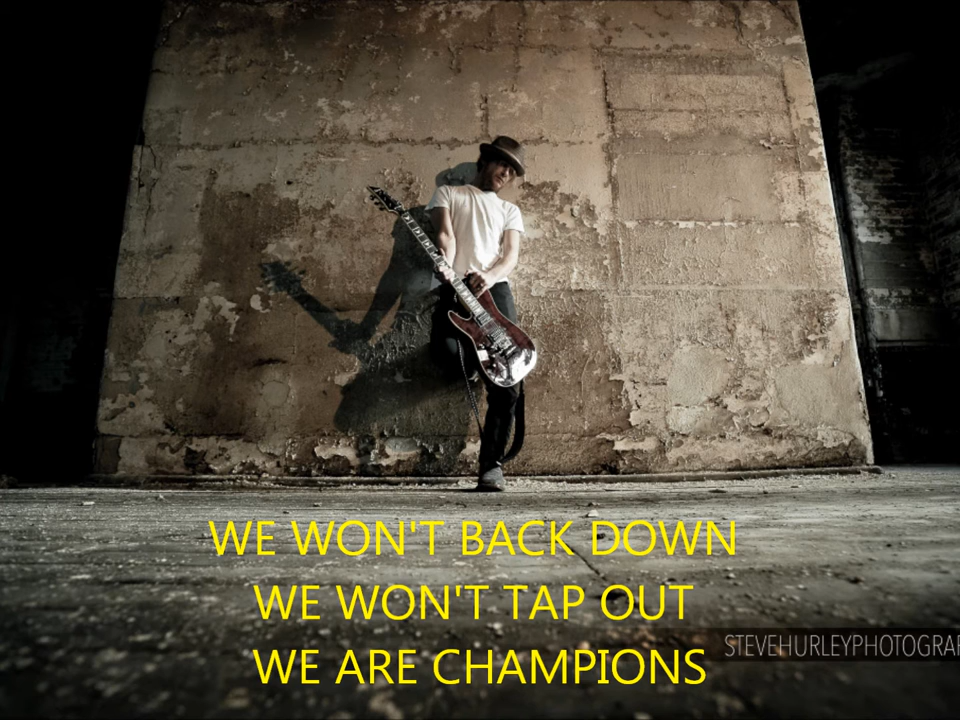 WE WON'T BACK DOWN
WE WON'T TAP OUT
STEVEHURLEYPHOTOGRA
WE ARE CHAMPIONS